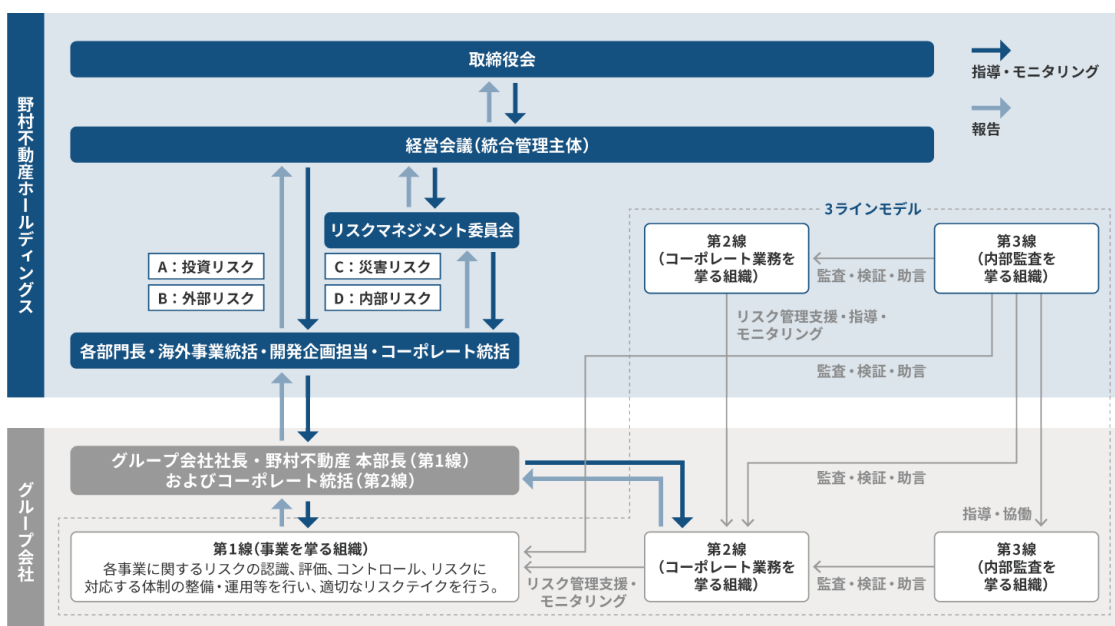 野村不動産ホールディングス
取締役会
指導・モニタリング
報告
経営会議(統合管理主体)
リスクマネジメント委員会
A：投資リスク
B：外部リスク
C：災害リスク
D：内部リスク
各部門長・海外事業統括・開発企画担当・コーポレート統括
3ラインモデル
第2線
(コーポレート業務を
掌る組織)
監査・検証・助言
第3線
(内部監査を
掌る組織)
リスク管理支援・指導・
モニタリング
監査・検証・助言
グループ会社
グループ会社社長・野村不動産 本部長(第1線)
およびコーポレート統括(第2線)
監査・検証・助言
指導・協働
第1線(事業を掌る組織)
各事業に関するリスクの認識、評価、コントロール、リスクに
対応する体制の整備・運用等を行い、適切なリスクテイクを行う。
リスク管理支援・
モニタリング
第2線
(コーポレート業務を
掌る組織)
監査・検証・助言
第3線
(内部監査を
掌る組織)